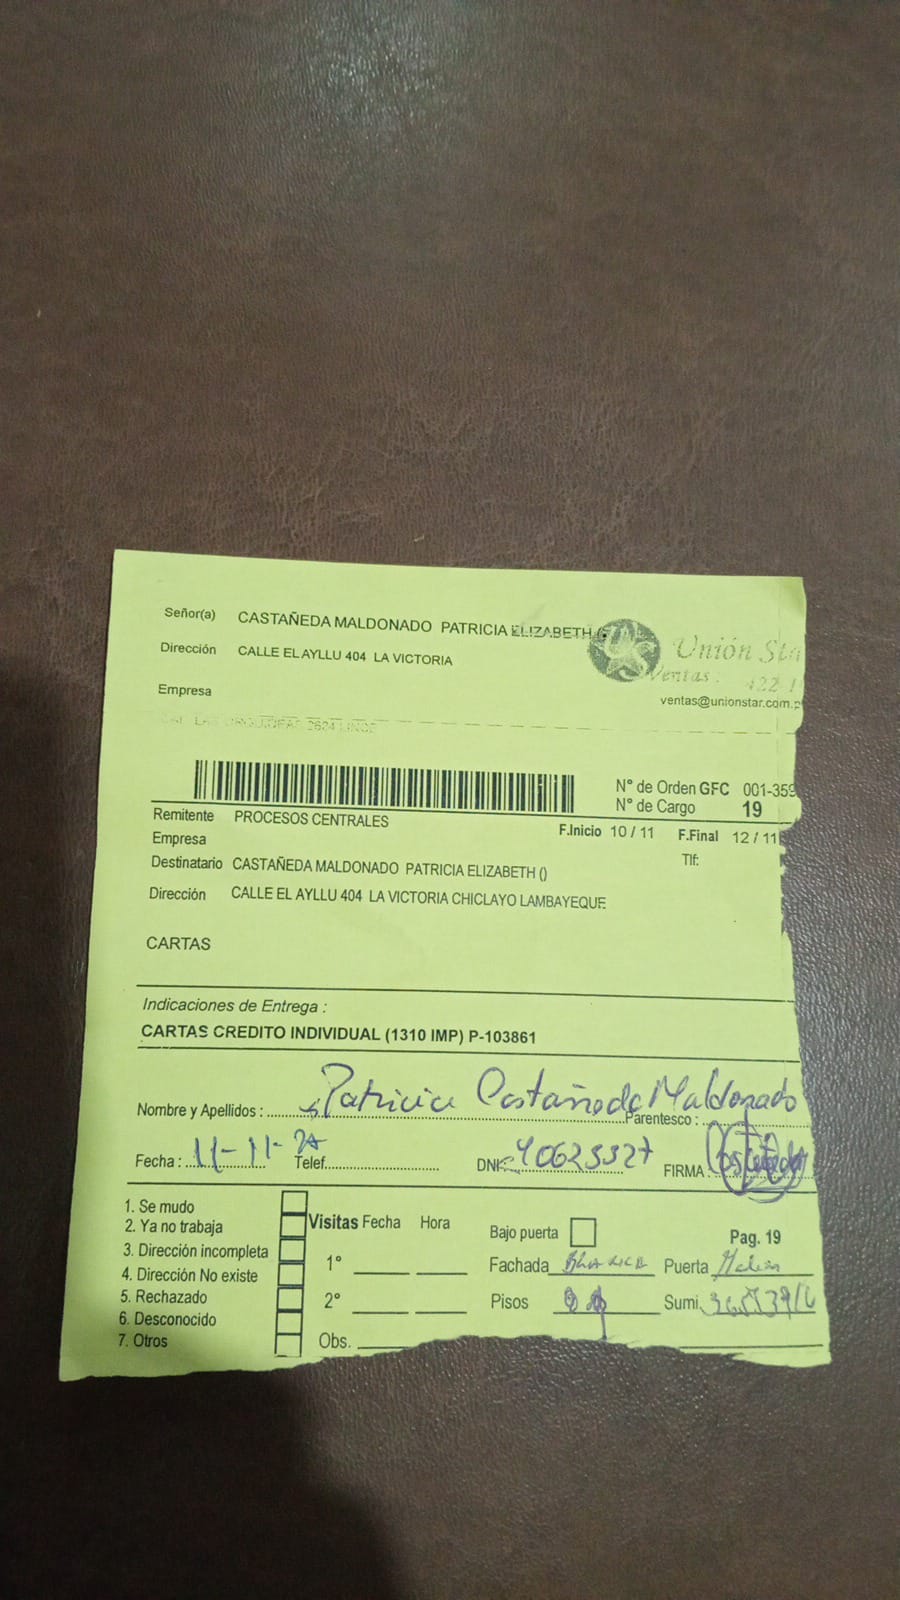 Señor(a) CASTAÑEDA MALDONADO PATRICIA ELIZABETH (
Unión Sta
Dirección CALLE EL AYLLU 404 LA VICTORIA
Ventas: 422 1
Empresa
ventas@unionstar.com.p
N° de Orden GFC 001-359
N° de Cargo 19
Remitente PROCESOS CENTRALES
F.Inicio 10 / 11 F.Final 12 / 11
Empresa
Tlf:
Destinatario CASTAÑEDA MALDONADO PATRICIA ELIZABETH ()
Dirección CALLE EL AYLLU 404 LA VICTORIA CHICLAYO LAMBAYEQUE
CARTAS
Indicaciones de Entrega :
CARTAS CREDITO INDIVIDUAL (1310 IMP) P-103861
Nombre y Apellidos : Patricia Castañeda Maldonado
Parentesco :
Fecha : 11-11- Telef. DNI: FIRMA
1. Se mudo
2. Ya no trabaja
3. Dirección incompleta
4. Dirección No existe
5. Rechazado
6. Desconocido
7. Otros
Visitas Fecha Hora
1°
2°
Obs.
Bajo puerta Pag. 19
Fachada Puerta
Pisos Sumi.